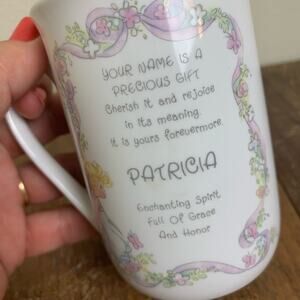 YOUR NAME IS A
PRECIOUS GIFT
Cherish it and rejoice
in its meaning.
It is yours forevermore.
PATRICIA
Enchanting Spirit
Full Of Grace
And Honor